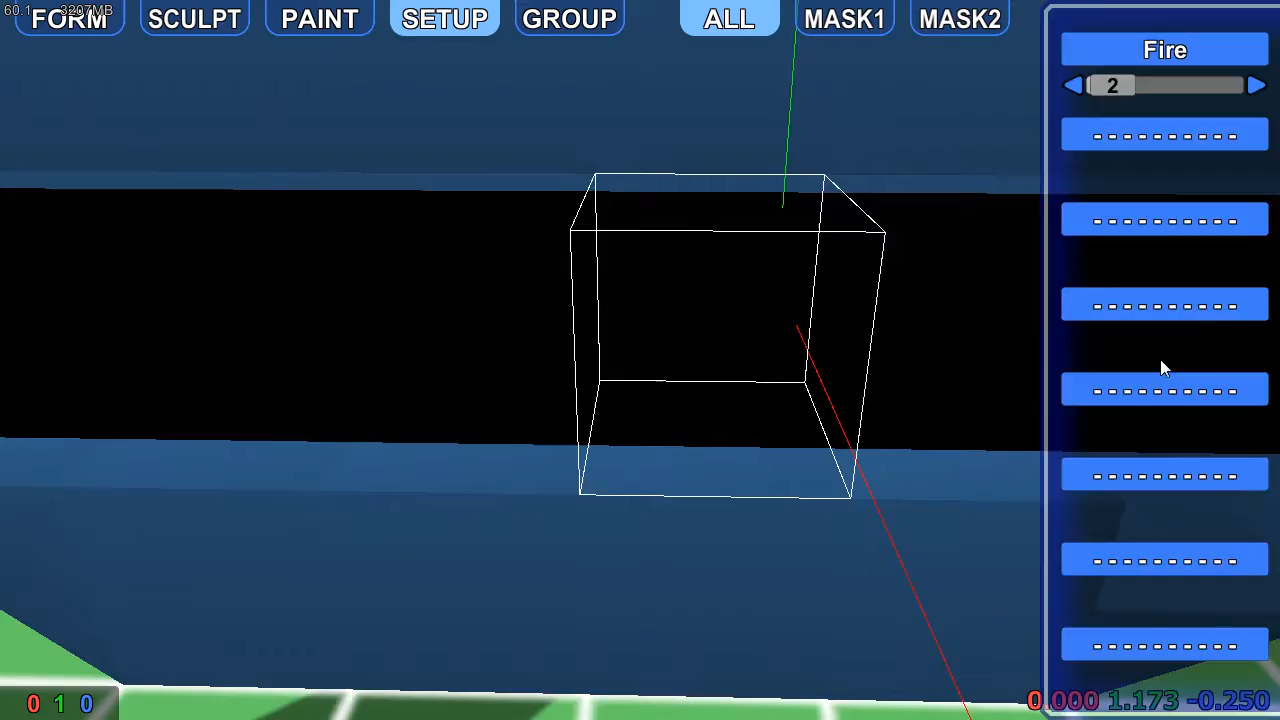 60.1 3207MB
FORM SCULPT PAINT SETUP GROUP ALL MASK1 MASK2
Fire
2
----------
----------
----------
----------
----------
----------
----------
0 1 0
0.000 1.173 -0.250